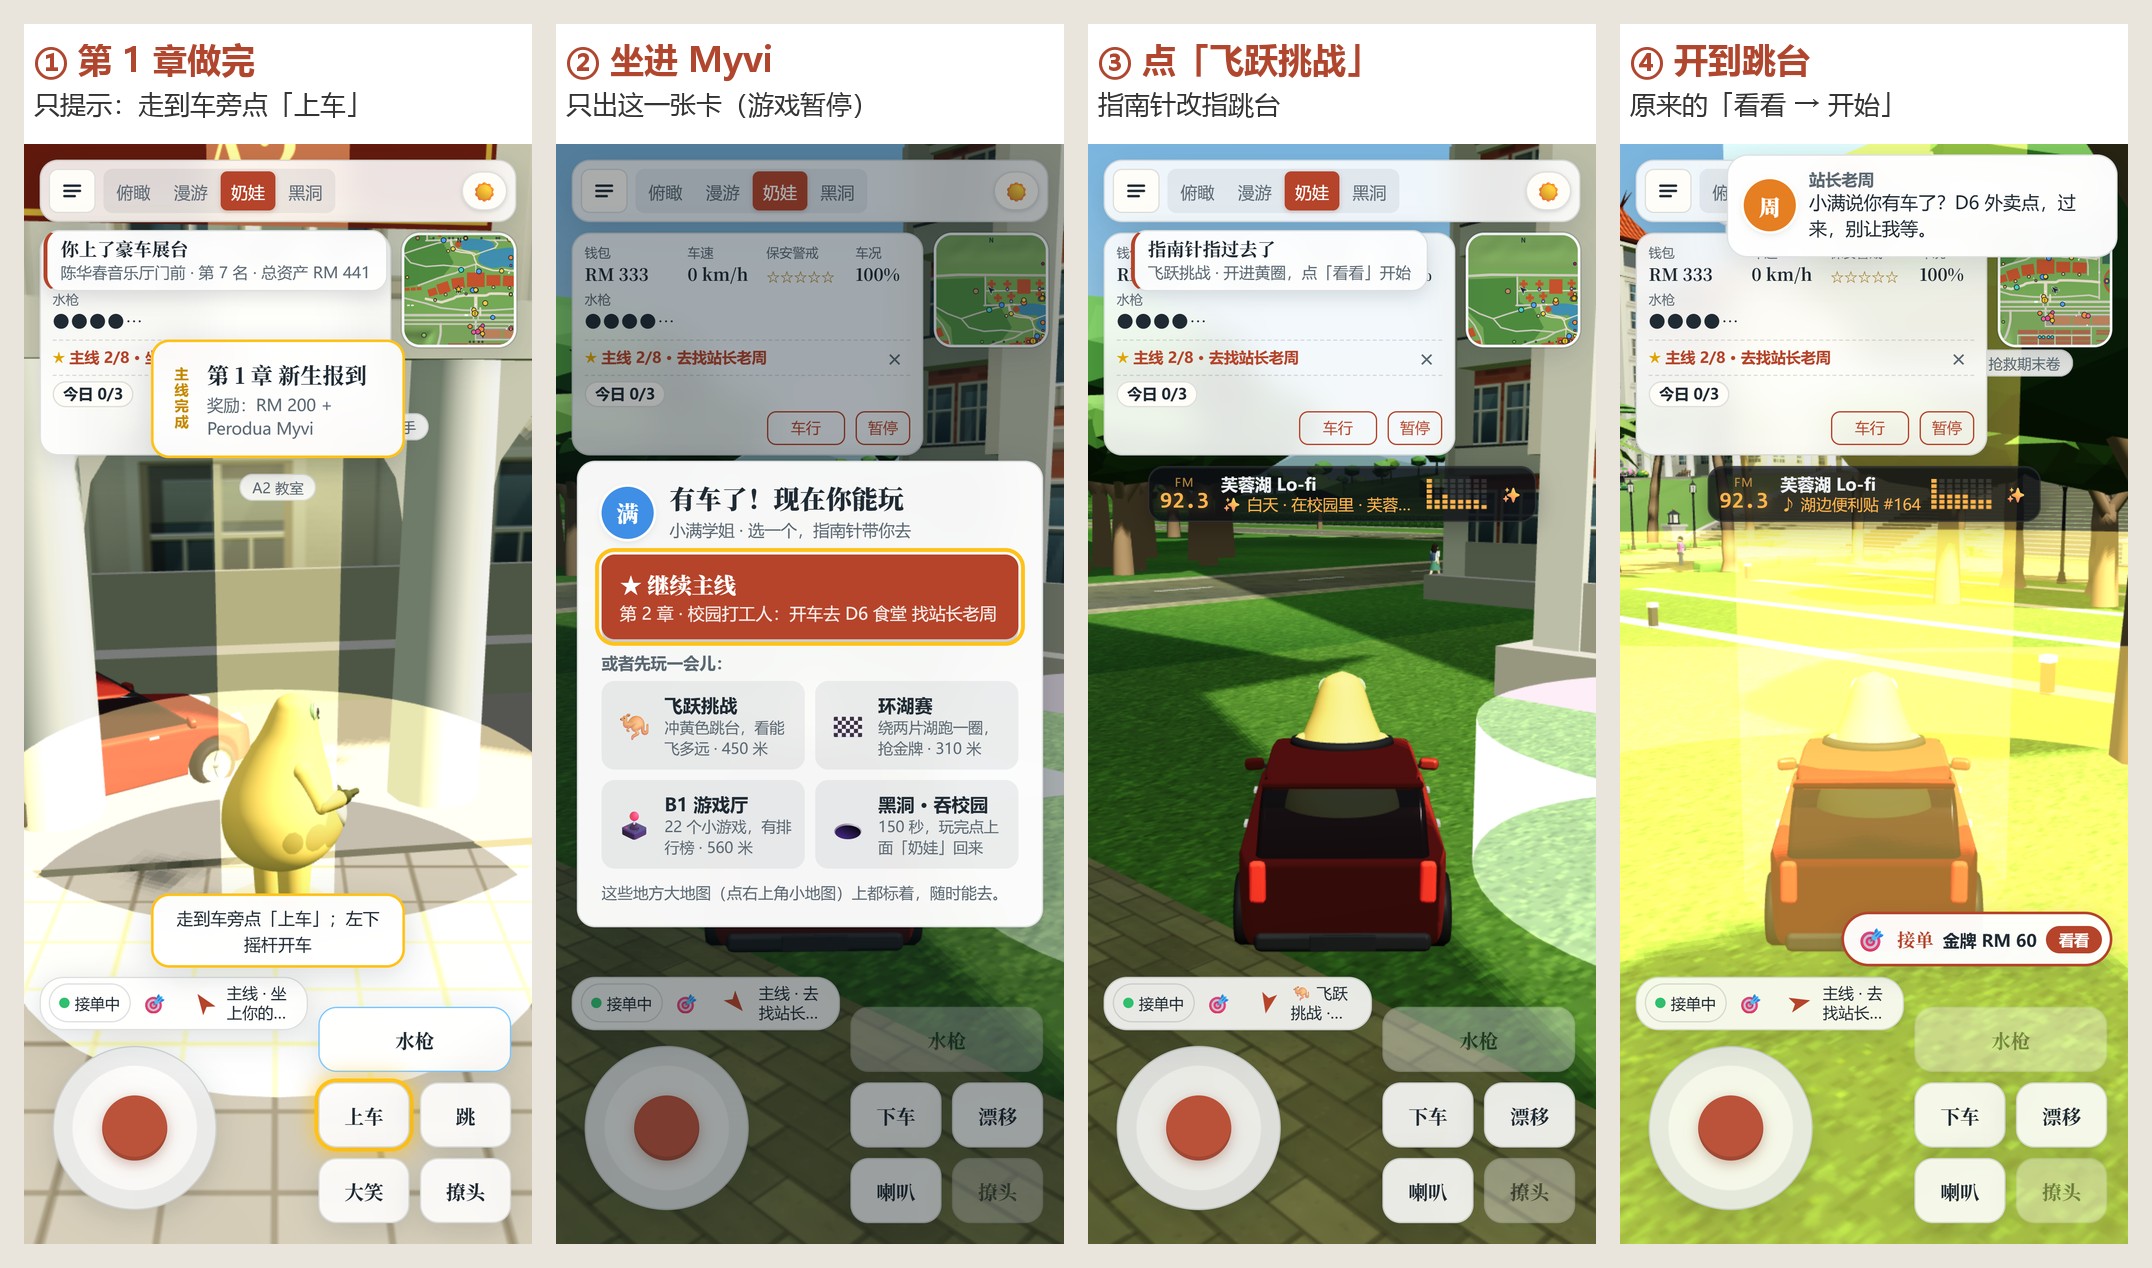 ① 第 1 章做完
只提示：走到车旁点「上车」
俯瞰 漫游 奶娃 黑洞
你上了豪车展台
陈华春音乐厅门前 · 第 7 名 · 总资产 RM 441
水枪
●●●●···
★ 主线 2/8 •
今日 0/3
主线完成
第 1 章 新生报到
奖励：RM 200 +
Perodua Myvi
手
A2 教室
走到车旁点「上车」；左下
摇杆开车
接单中
主线 · 坐
上你的...
水枪
上车 跳
大笑 撩头
② 坐进 Myvi
只出这一张卡（游戏暂停）
俯瞰 漫游 奶娃 黑洞
N
钱包 车速 保安警戒 车况
RM 333 0 km/h ☆☆☆☆☆ 100%
水枪
●●●●···
★ 主线 2/8 • 去找站长老周 ×
今日 0/3
车行 暂停
满
有车了！现在你能玩
小满学姐 · 选一个，指南针带你去
★ 继续主线
第 2 章 · 校园打工人：开车去 D6 食堂 找站长老周
或者先玩一会儿：
飞跃挑战
冲黄色跳台，看能
飞多远 · 450 米
环湖赛
绕两片湖跑一圈，
抢金牌 · 310 米
B1 游戏厅
22 个小游戏，有排
行榜 · 560 米
黑洞 • 吞校园
150 秒，玩完点上
面「奶娃」回来
这些地方大地图（点右上角小地图）上都标着，随时能去。
接单中
主线 · 去
找站长...
水枪
下车 漂移
喇叭 撩头
③ 点「飞跃挑战」
指南针改指跳台
俯瞰 漫游 奶娃 黑洞
N
指南针指过去了
飞跃挑战 · 开进黄圈，点「看看」开始
水枪
●●●●···
★ 主线 2/8 • 去找站长老周 ×
今日 0/3
车行 暂停
FM
92.3
芙蓉湖 Lo-fi
✨ 白天 · 在校园里 · 芙蓉...
接单中
飞跃
挑战 ·...
水枪
下车 漂移
喇叭 撩头
④ 开到跳台
原来的「看看 → 开始」
周
站长老周
小满说你有车了？D6 外卖点，过
来，别让我等。
钱包
RM 333 0 km/h ☆☆☆☆☆ 100%
水枪
●●●●···
★ 主线 2/8 • 去找站长老周 ×
抢救期末卷
今日 0/3
车行 暂停
FM
92.3
芙蓉湖 Lo-fi
♪ 湖边便利贴 #164
接单 金牌 RM 60 看看
接单中
主线 · 去
找站长...
水枪
下车 漂移
喇叭 撩头